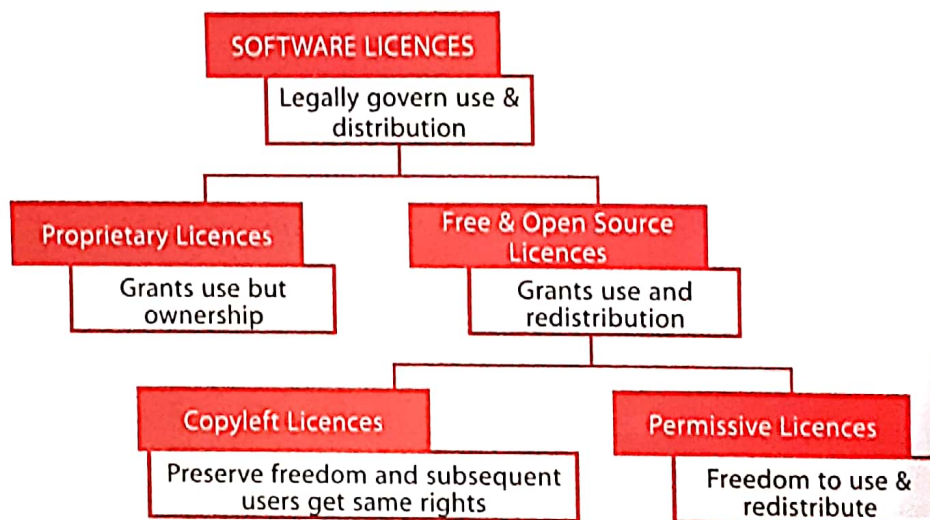 SOFTWARE LICENCES
Legally govern use &
distribution
Proprietary Licences
Grants use but
ownership
Free & Open Source
Licences
Grants use and
redistribution
Copyleft Licences
Preserve freedom and subsequent
users get same rights
Permissive Licences
Freedom to use &
redistribute